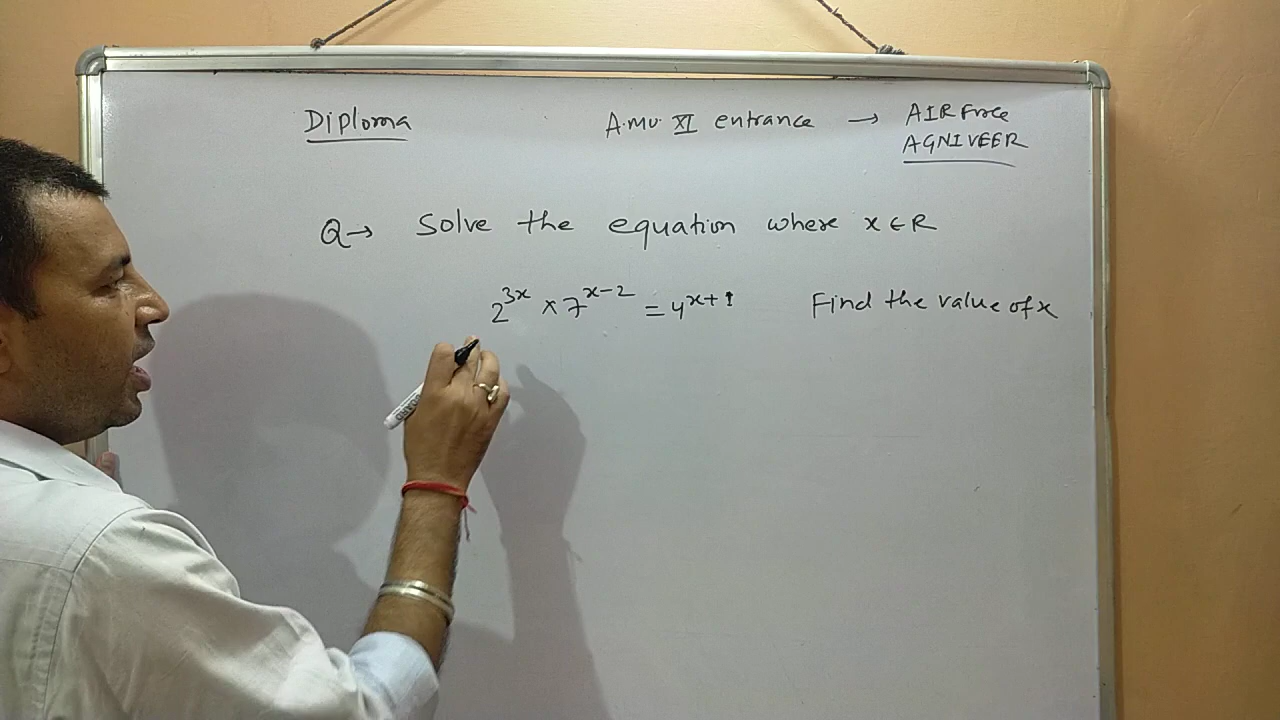 Diploma A.MU. XI entrance → AIR Force
AGNIVEER
Q→ Solve the equation where x ∈ R
2^{3x} × 7^{x-2} = 4^{x+1} Find the value of x